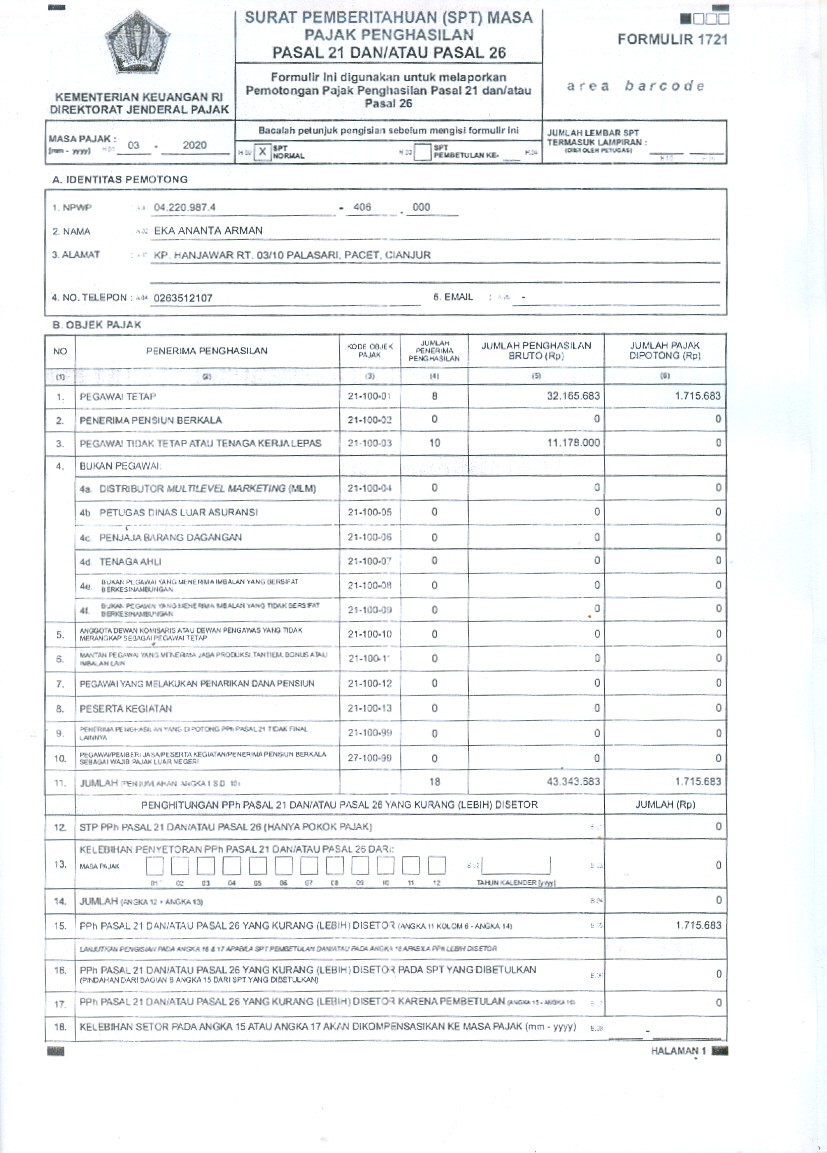 SURAT PEMBERITAHUAN (SPT) MASA
PAJAK PENGHASILAN
PASAL 21 DAN/ATAU PASAL 26
Formulir Ini digunakan untuk melaporkan
Pemotongan Pajak Penghasilan Pasal 21 dan/atau
Pasal 26
FORMULIR 1721
area barcode
KEMENTERIAN KEUANGAN RI
DIREKTORAT JENDERAL PAJAK
MASA PAJAK :
[mm - yyyy] H.01 03 - 2020
Bacalah petunjuk pengisian sebelum mengisi formulir ini
H.02 X SPT NORMAL H.03 SPT PEMBETULAN KE- H.04
JUMLAH LEMBAR SPT
TERMASUK LAMPIRAN :
(DIISI OLEH PETUGAS)
A. IDENTITAS PEMOTONG
1. NPWP : 04.220.987.4 - 406 . 000
2. NAMA EKA ANANTA ARMAN
3. ALAMAT : KP. HANJAWAR RT. 03/10 PALASARI, PACET, CIANJUR
4. NO. TELEPON : A.04 0263512107 5. EMAIL : -
B. OBJEK PAJAK
NO PENERIMA PENGHASILAN KODE OBJEK PAJAK JUMLAH PENERIMA PENGHASILAN JUMLAH PENGHASILAN BRUTO (Rp) JUMLAH PAJAK DIPOTONG (Rp)
(1) (2) (3) (4) (5) (6)
1. PEGAWAI TETAP 21-100-01 8 32.165.683 1.715.683
2. PENERIMA PENSIUN BERKALA 21-100-02 0 0 0
3. PEGAWAI TIDAK TETAP ATAU TENAGA KERJA LEPAS 21-100-03 10 11.178.000 0
4. BUKAN PEGAWAI:
4a. DISTRIBUTOR MULTILEVEL MARKETING (MLM) 21-100-04 0 0 0
4b PETUGAS DINAS LUAR ASURANSI 21-100-05 0 0 0
4c. PENJAJA BARANG DAGANGAN 21-100-06 0 0 0
4d. TENAGA AHLI 21-100-07 0 0 0
4e. BUKAN PEGAWAI YANG MENERIMA IMBALAN YANG BERSIFAT BERKESINAMBUNGAN 21-100-08 0 0 0
4f. BUKAN PEGAWAI YANG MENERIMA IMBALAN YANG TIDAK BERSIFAT BERKESINAMBUNGAN 21-100-09 0 0 0
5. ANGGOTA DEWAN KOMISARIS ATAU DEWAN PENGAWAS YANG TIDAK MERANGKAP SEBAGAI PEGAWAI TETAP 21-100-10 0 0 0
6. MANTAN PEGAWAI YANG MENERIMA JASA PRODUKSI TANTIEM, BONUS ATAU IMBALAN LAIN 21-100-11 0 0 0
7. PEGAWAI YANG MELAKUKAN PENARIKAN DANA PENSIUN 21-100-12 0 0 0
8. PESERTA KEGIATAN 21-100-13 0 0 0
9. PENERIMA PENGHASILAN YANG DIPOTONG PPh PASAL 21 TIDAK FINAL LAINNYA 21-100-99 0 0 0
10. PEGAWAI/PEMBERI JASA/PESERTA KEGIATAN/PENERIMA PENSIUN BERKALA SEBAGAI WAJIB PAJAK LUAR NEGERI 27-100-99 0 0 0
11. JUMLAH (PENJUMLAHAN ANGKA 1 S.D. 10) 18 43.343.683 1.715.683
PENGHITUNGAN PPh PASAL 21 DAN/ATAU PASAL 26 YANG KURANG (LEBIH) DISETOR JUMLAH (Rp)
12. STP PPh PASAL 21 DAN/ATAU PASAL 26 (HANYA POKOK PAJAK) 0
13. KELEBIHAN PENYETORAN PPh PASAL 21 DAN/ATAU PASAL 26 DARI:
MASA PAJAK 0
01 02 03 04 05 06 07 08 09 10 11 12 TAHUN KALENDER [yyyy]
14. JUMLAH (ANGKA 12 + ANGKA 13) 0
15. PPh PASAL 21 DAN/ATAU PASAL 26 YANG KURANG (LEBIH) DISETOR (ANGKA 11 KOLOM 6 - ANGKA 14) 1.715.683
LANJUTKAN PENGISIAN PADA ANGKA 16 & 17 APABILA SPT PEMBETULAN DAN/ATAU PADA ANGKA 18 APABILA PPh LEBIH DISETOR
16. PPh PASAL 21 DAN/ATAU PASAL 26 YANG KURANG (LEBIH) DISETOR PADA SPT YANG DIBETULKAN
(PINDAHAN DARI BAGIAN B ANGKA 15 DARI SPT YANG DIBETULKAN) 0
17. PPh PASAL 21 DAN/ATAU PASAL 26 YANG KURANG (LEBIH) DISETOR KARENA PEMBETULAN (ANGKA 15 - ANGKA 16) 0
18. KELEBIHAN SETOR PADA ANGKA 15 ATAU ANGKA 17 AKAN DIKOMPENSASIKAN KE MASA PAJAK (mm - yyyy) -
HALAMAN 1